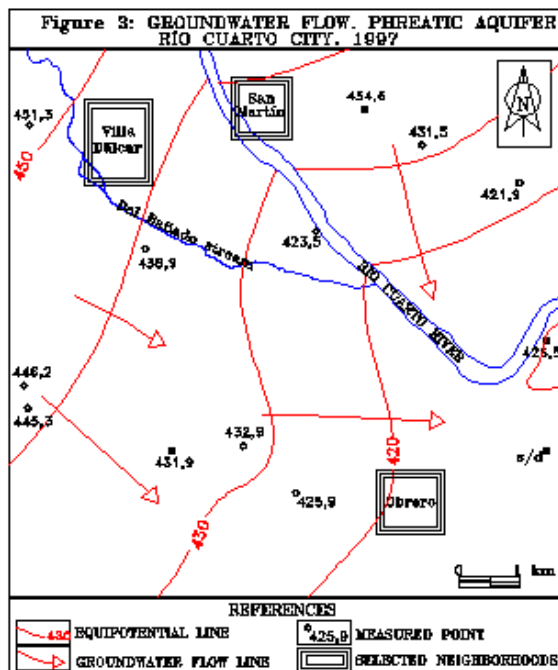 Figure 3: GROUNDWATER FLOW. PHREATIC AQUIFER
RÍO CUARTO CITY. 1997
451,3
Villa
Dálcar
San
Martín
454,6
N
431,5
450
421,9
Del Bañado Stream
423,5
438,9
RÍO CUARTO RIVER
425,5
446,2
445,3
432,9
431,9
420
s/d
425,9
Obrero
430
km
REFERENCES
430 EQUIPOTENTIAL LINE
425,9 MEASURED POINT
GROUNDWATER FLOW LINE
SELECTED NEIGHBORHOODS